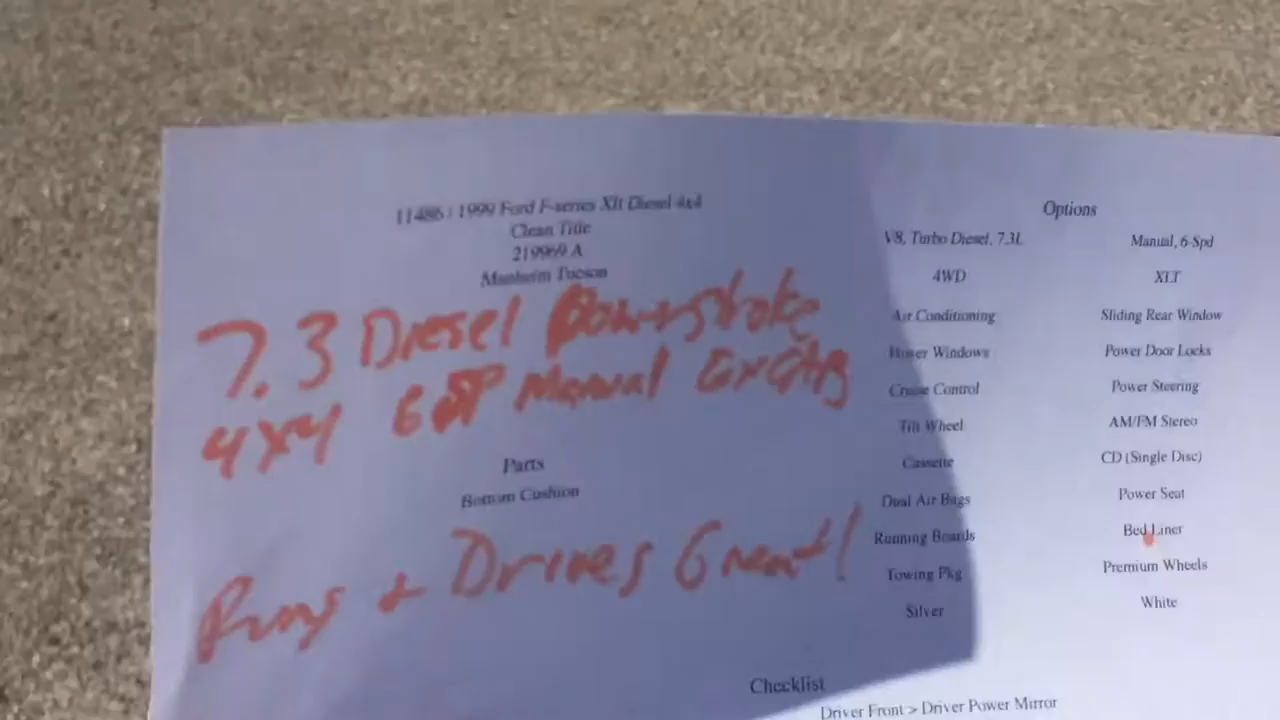 11486 / 1999 Ford F-series Xlt Diesel 4x4
Clean Title
219969 A
Manheim Tucson
7.3 Diesel Powerstroke
4x4 6SP Manual
Parts
Bottom Cushion
Runs + Drives Great!
Options
V8, Turbo Diesel, 7.3L
Manual, 6-Spd
4WD
XLT
Air Conditioning
Sliding Rear Window
Power Windows
Power Door Locks
Cruise Control
Power Steering
Tilt Wheel
AM/FM Stereo
Cassette
CD (Single Disc)
Dual Air Bags
Power Seat
Running Boards
Bed Liner
Towing Pkg
Premium Wheels
Silver
White
Checklist
Driver Front > Driver Power Mirror